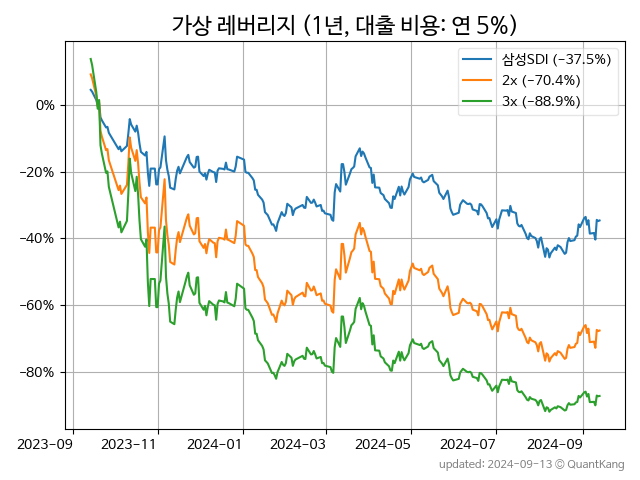 가상 레버리지 (1년, 대출 비용: 연 5%)
삼성SDI (−37.5%)
2x (−70.4%)
3x (−88.9%)
0%
−20%
−40%
−60%
−80%
2023-09 2023-11 2024-01 2024-03 2024-05 2024-07 2024-09
updated: 2024-09-13 © QuantKang